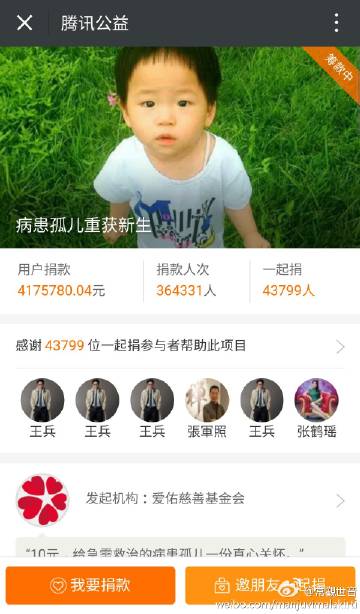 腾讯公益
筹款中
病患孤儿重获新生
用户捐款
捐款人次
一起捐
4175780.04元
364331人
43799人
感谢 43799 位一起捐参与者帮助此项目
王兵
王兵
王兵
張軍照
王兵
张鹤瑶
发起机构：爱佑慈善基金会
“10元，给急需救治的病患孤儿一份真心关怀。”
我要捐款
邀朋友一起捐
@常觀世音